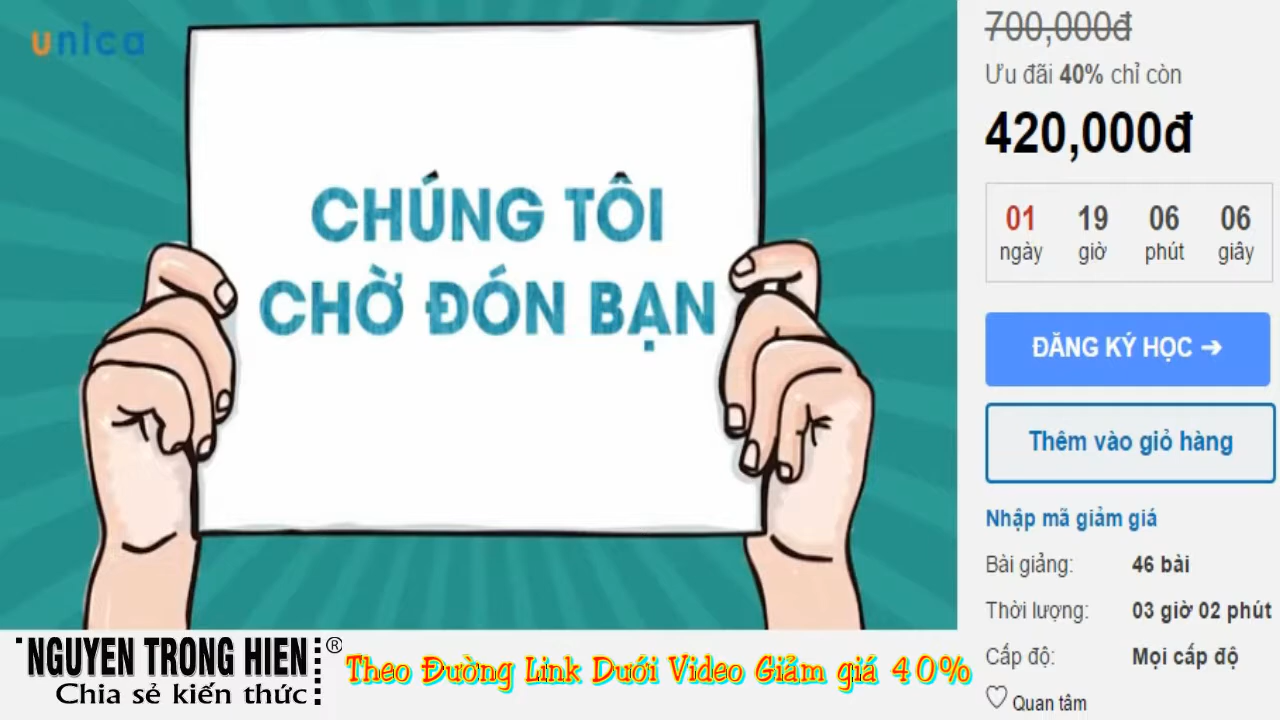 unica
CHÚNG TÔI
CHỜ ĐÓN BẠN
700,000đ
Ưu đãi 40% chỉ còn
420,000đ
01 19 06 06
ngày giờ phút giây
ĐĂNG KÝ HỌC ➔
Thêm vào giỏ hàng
Nhập mã giảm giá
Bài giảng: 46 bài
Thời lượng: 03 giờ 02 phút
Cấp độ: Mọi cấp độ
♡ Quan tâm
NGUYEN TRONG HIEN ®
Chia sẻ kiến thức
Theo Đường Link Dưới Video Giảm giá 40%